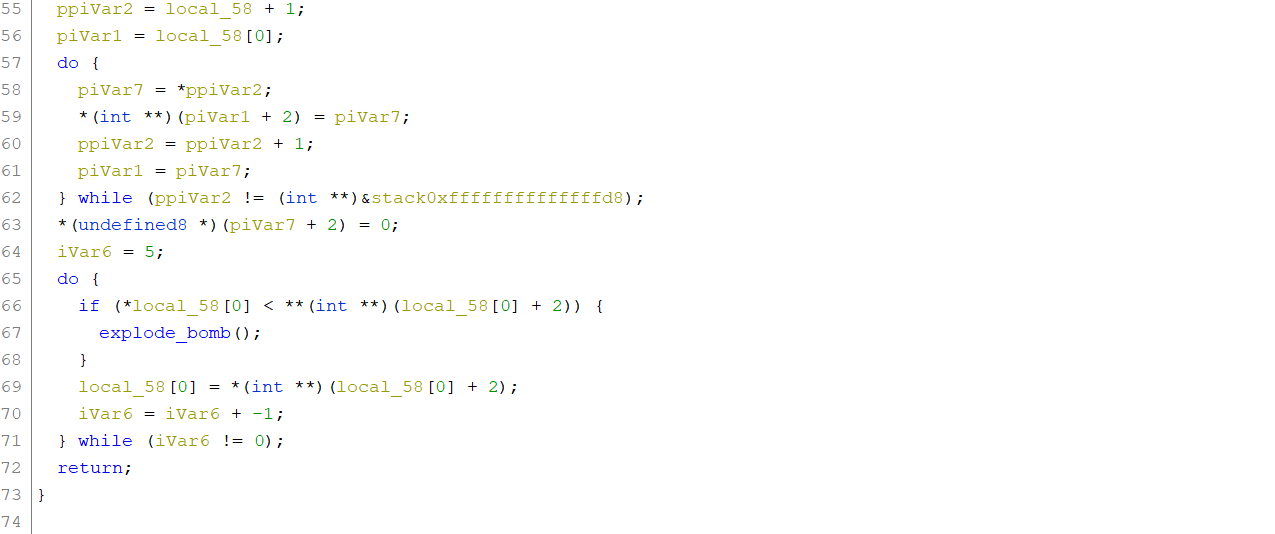 55 ppiVar2 = local_58 + 1;
56 piVar1 = local_58[0];
57 do {
58 piVar7 = *ppiVar2;
59 *(int **)(piVar1 + 2) = piVar7;
60 ppiVar2 = ppiVar2 + 1;
61 piVar1 = piVar7;
62 } while (ppiVar2 != (int **)&stack0xffffffffffffffd8);
63 *(undefined8 *)(piVar7 + 2) = 0;
64 iVar6 = 5;
65 do {
66 if (*local_58[0] < **(int **)(local_58[0] + 2)) {
67 explode_bomb();
68 }
69 local_58[0] = *(int **)(local_58[0] + 2);
70 iVar6 = iVar6 + -1;
71 } while (iVar6 != 0);
72 return;
73 }
74